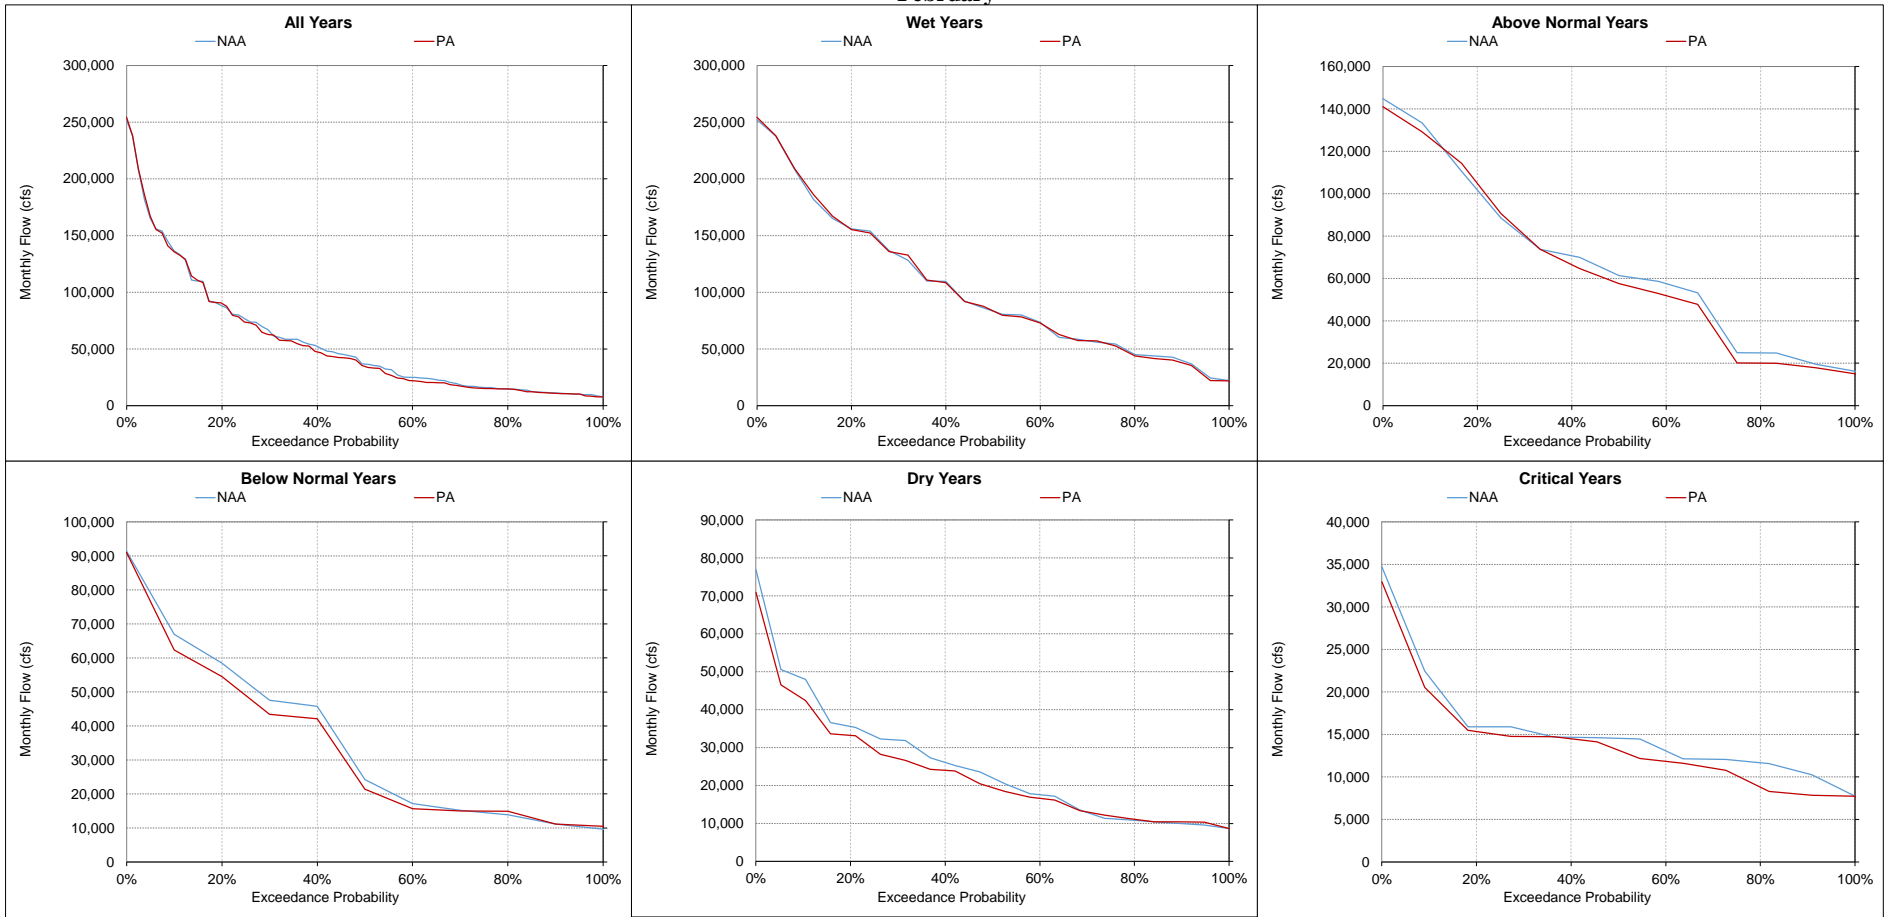 February
All Years
NAA PA
300,000
250,000
200,000
150,000
100,000
50,000
0
Monthly Flow (cfs)
0% 20% 40% 60% 80% 100%
Exceedance Probability
Wet Years
NAA PA
300,000
250,000
200,000
150,000
100,000
50,000
0
Monthly Flow (cfs)
0% 20% 40% 60% 80% 100%
Exceedance Probability
Above Normal Years
NAA PA
160,000
140,000
120,000
100,000
80,000
60,000
40,000
20,000
0
Monthly Flow (cfs)
0% 20% 40% 60% 80% 100%
Exceedance Probability
Below Normal Years
NAA PA
100,000
90,000
80,000
70,000
60,000
50,000
40,000
30,000
20,000
10,000
0
Monthly Flow (cfs)
0% 20% 40% 60% 80% 100%
Exceedance Probability
Dry Years
NAA PA
90,000
80,000
70,000
60,000
50,000
40,000
30,000
20,000
10,000
0
Monthly Flow (cfs)
0% 20% 40% 60% 80% 100%
Exceedance Probability
Critical Years
NAA PA
40,000
35,000
30,000
25,000
20,000
15,000
10,000
5,000
0
Monthly Flow (cfs)
0% 20% 40% 60% 80% 100%
Exceedance Probability